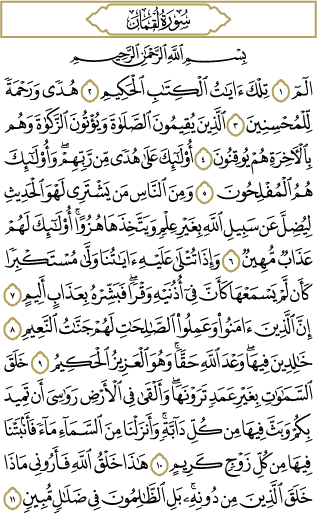 سُورَةُ لُقۡمَانَ
بِسۡمِ ٱللَّهِ ٱلرَّحۡمَٰنِ ٱلرَّحِيمِ
الٓمٓ ١ تِلۡكَ ءَايَٰتُ ٱلۡكِتَٰبِ ٱلۡحَكِيمِ ٢ هُدٗى وَرَحۡمَةٗ
لِّلۡمُحۡسِنِينَ ٣ ٱلَّذِينَ يُقِيمُونَ ٱلصَّلَوٰةَ وَيُؤۡتُونَ ٱلزَّكَوٰةَ وَهُم
بِٱلۡأٓخِرَةِ هُمۡ يُوقِنُونَ ٤ أُوْلَٰٓئِكَ عَلَىٰ هُدٗى مِّن رَّبِّهِمۡۖ وَأُوْلَٰٓئِكَ
هُمُ ٱلۡمُفۡلِحُونَ ٥ وَمِنَ ٱلنَّاسِ مَن يَشۡتَرِي لَهۡوَ ٱلۡحَدِيثِ
لِيُضِلَّ عَن سَبِيلِ ٱللَّهِ بِغَيۡرِ عِلۡمٖ وَيَتَّخِذَهَا هُزُوًاۚ أُوْلَٰٓئِكَ لَهُمۡ
عَذَابٞ مُّهِينٞ ٦ وَإِذَا تُتۡلَىٰ عَلَيۡهِ ءَايَٰتُنَا وَلَّىٰ مُسۡتَكۡبِرٗا
كَأَن لَّمۡ يَسۡمَعۡهَا كَأَنَّ فِيٓ أُذُنَيۡهِ وَقۡرٗاۖ فَبَشِّرۡهُ بِعَذَابٍ أَلِيمٍ ٧
إِنَّ ٱلَّذِينَ ءَامَنُواْ وَعَمِلُواْ ٱلصَّٰلِحَٰتِ لَهُمۡ جَنَّٰتُ ٱلنَّعِيمِ ٨
خَٰلِدِينَ فِيهَاۖ وَعۡدَ ٱللَّهِ حَقّٗاۚ وَهُوَ ٱلۡعَزِيزُ ٱلۡحَكِيمُ ٩ خَلَقَ
ٱلسَّمَٰوَٰتِ بِغَيۡرِ عَمَدٖ تَرَوۡنَهَاۖ وَأَلۡقَىٰ فِي ٱلۡأَرۡضِ رَوَٰسِيَ أَن تَمِيدَ
بِكُمۡ وَبَثَّ فِيهَا مِن كُلِّ دَآبَّةٖۚ وَأَنزَلۡنَا مِنَ ٱلسَّمَآءِ مَآءٗ فَأَنۢبَتۡنَا
فِيهَا مِن كُلِّ زَوۡجٖ كَرِيمٍ ١٠ هَٰذَا خَلۡقُ ٱللَّهِ فَأَرُونِي مَاذَا
خَلَقَ ٱلَّذِينَ مِن دُونِهِۦۚ بَلِ ٱلظَّٰلِمُونَ فِي ضَلَٰلٖ مُّبِينٖ ١١